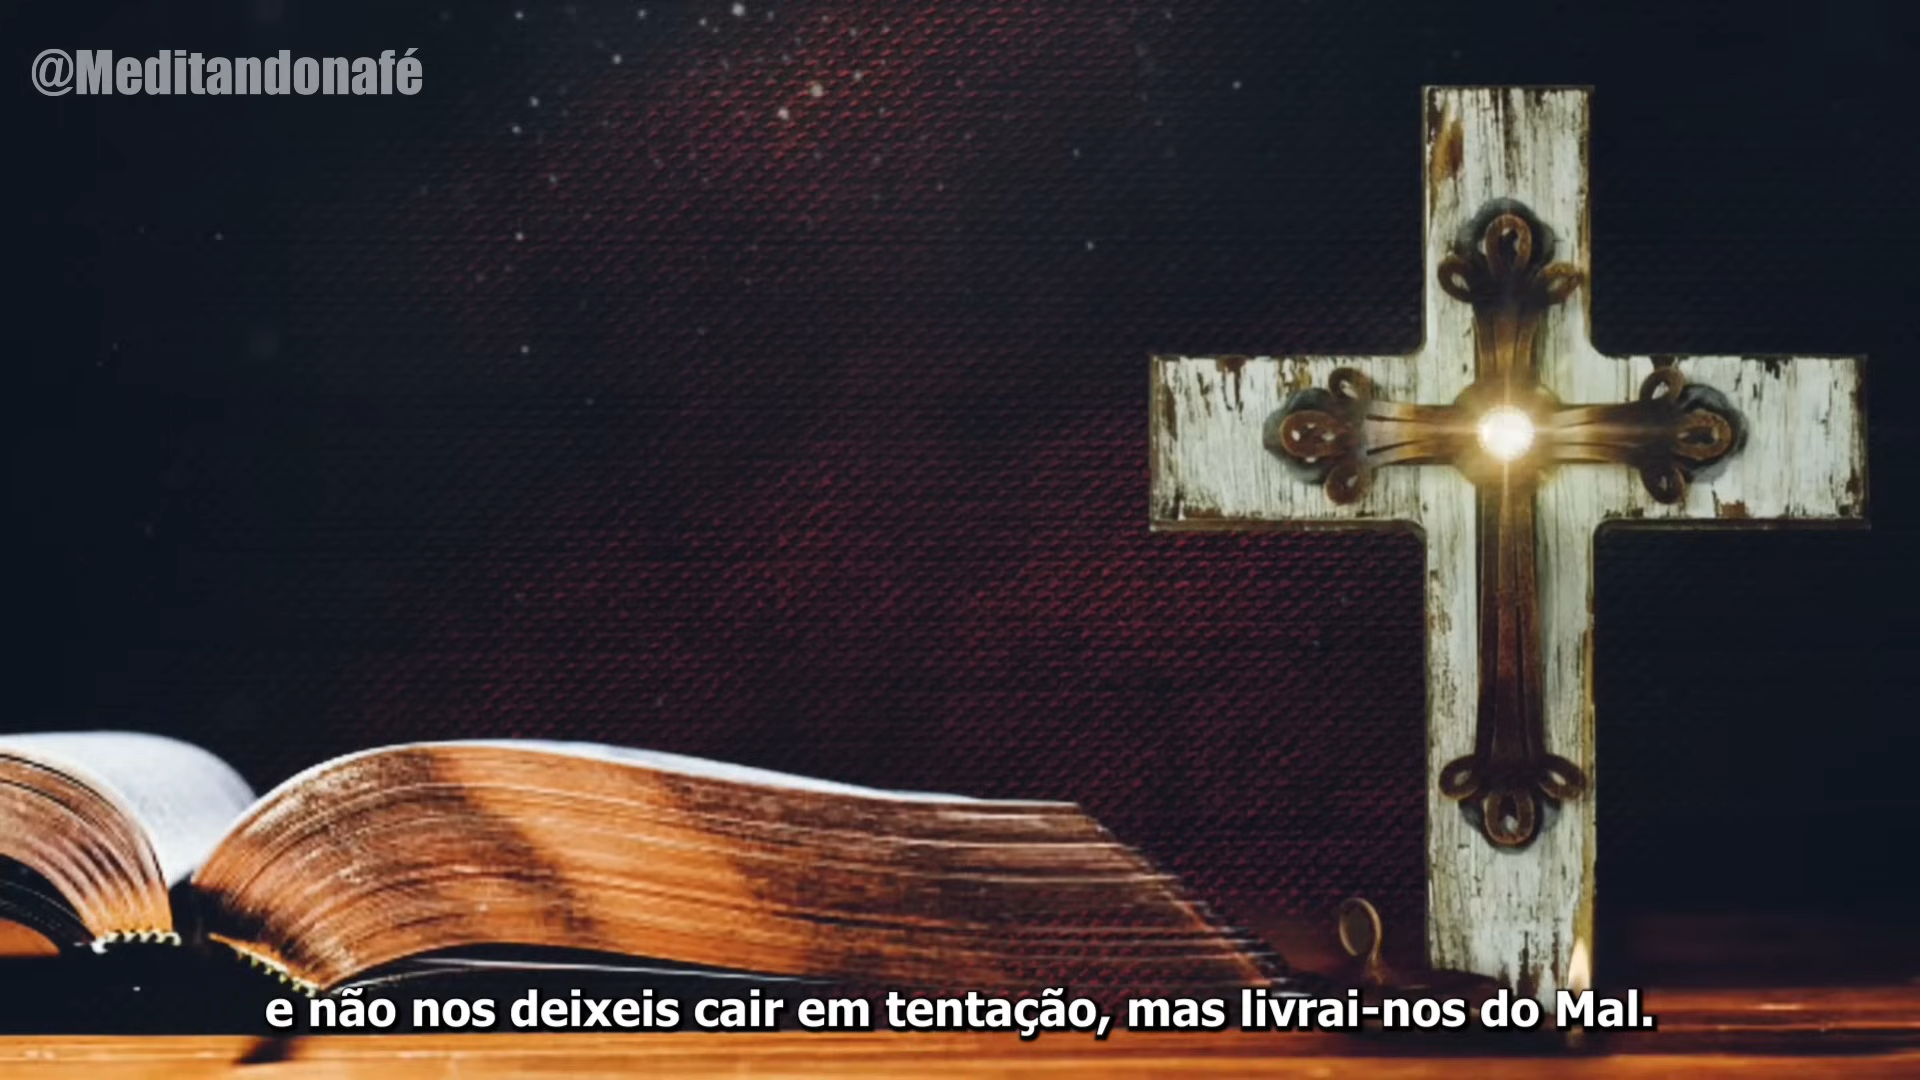 @Meditandonafé
e não nos deixeis cair em tentação, mas livrai-nos do Mal.